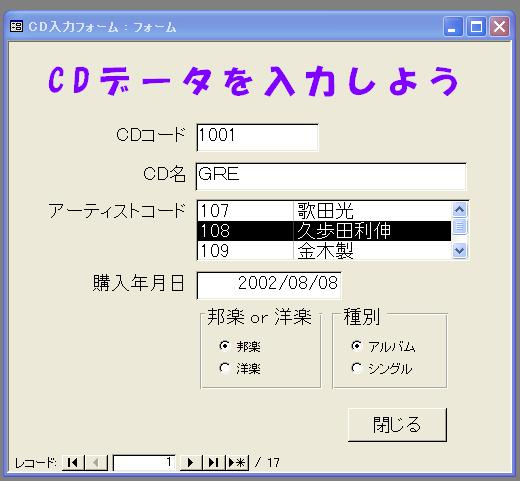 CD入力フォーム : フォーム
CDデータを入力しよう
CDコード 1001
CD名 GRE
アーティストコード 107 歌田光
108 久歩田利伸
109 金木製
購入年月日 2002/08/08
邦楽 or 洋楽 種別
邦楽 アルバム
洋楽 シングル
閉じる
レコード: 1 / 17